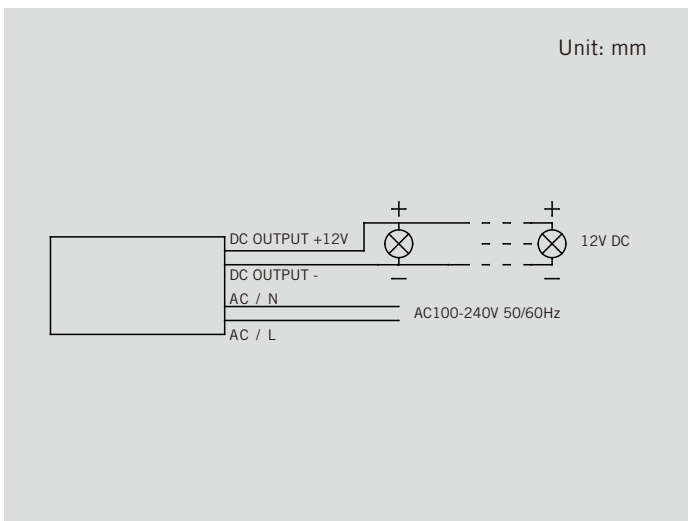 Unit: mm
+ +
DC OUTPUT +12V
12V DC
DC OUTPUT -
— —
AC / N
AC100-240V 50/60Hz
AC / L